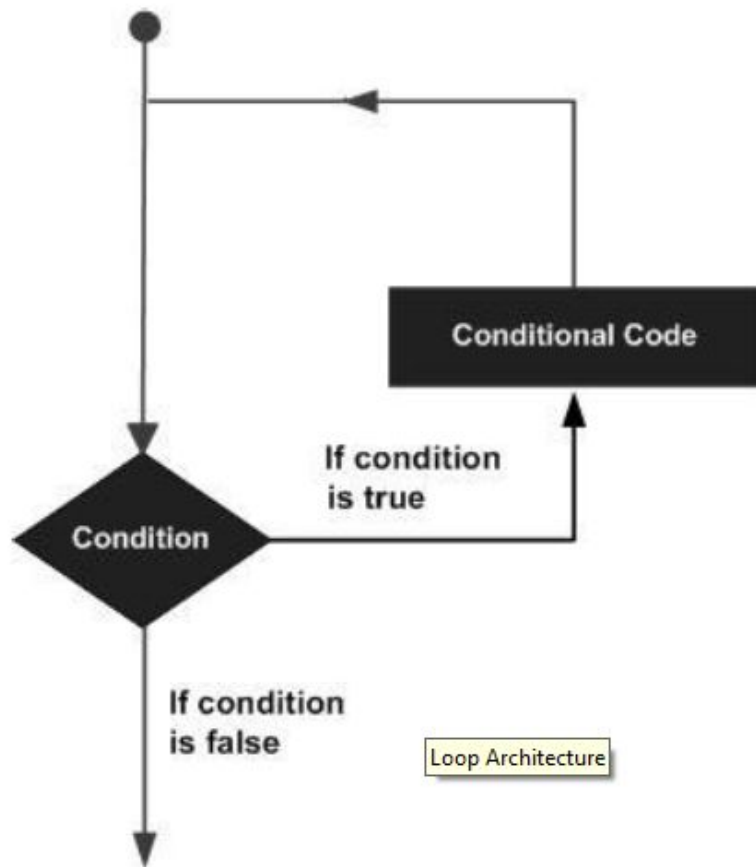 Conditional Code
If condition
is true
Condition
If condition
is false
Loop Architecture